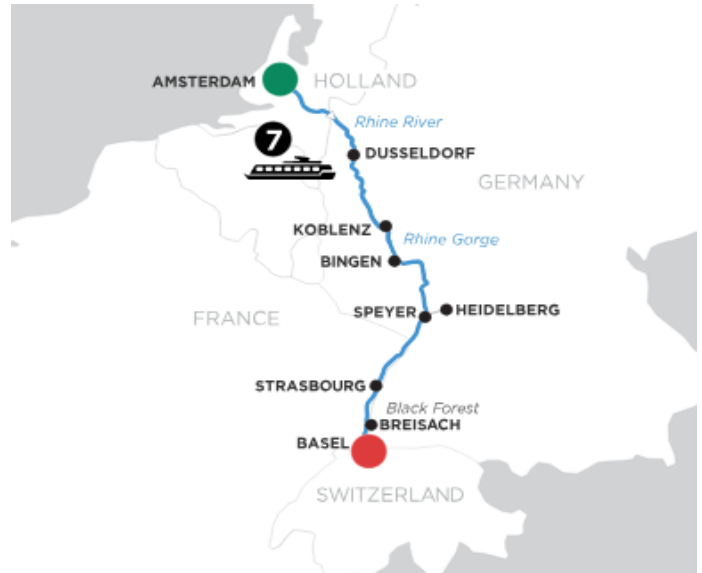 AMSTERDAM
HOLLAND
Rhine River
7
DUSSELDORF
GERMANY
KOBLENZ
Rhine Gorge
BINGEN
SPEYER
HEIDELBERG
FRANCE
STRASBOURG
Black Forest
BREISACH
BASEL
SWITZERLAND